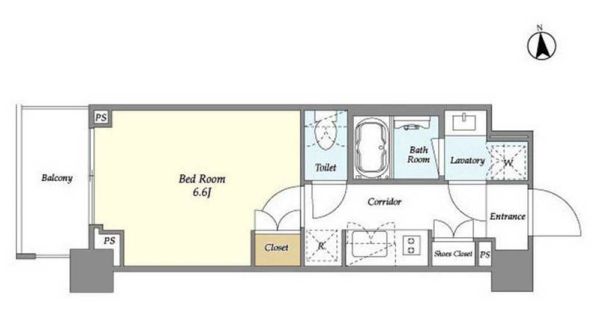 N
PS
Toilet
Bath
Room
Lavatory
W
Bed Room
6.6J
Balcony
Corridor
Entrance
PS
Closet
R
Shoes Closet
PS